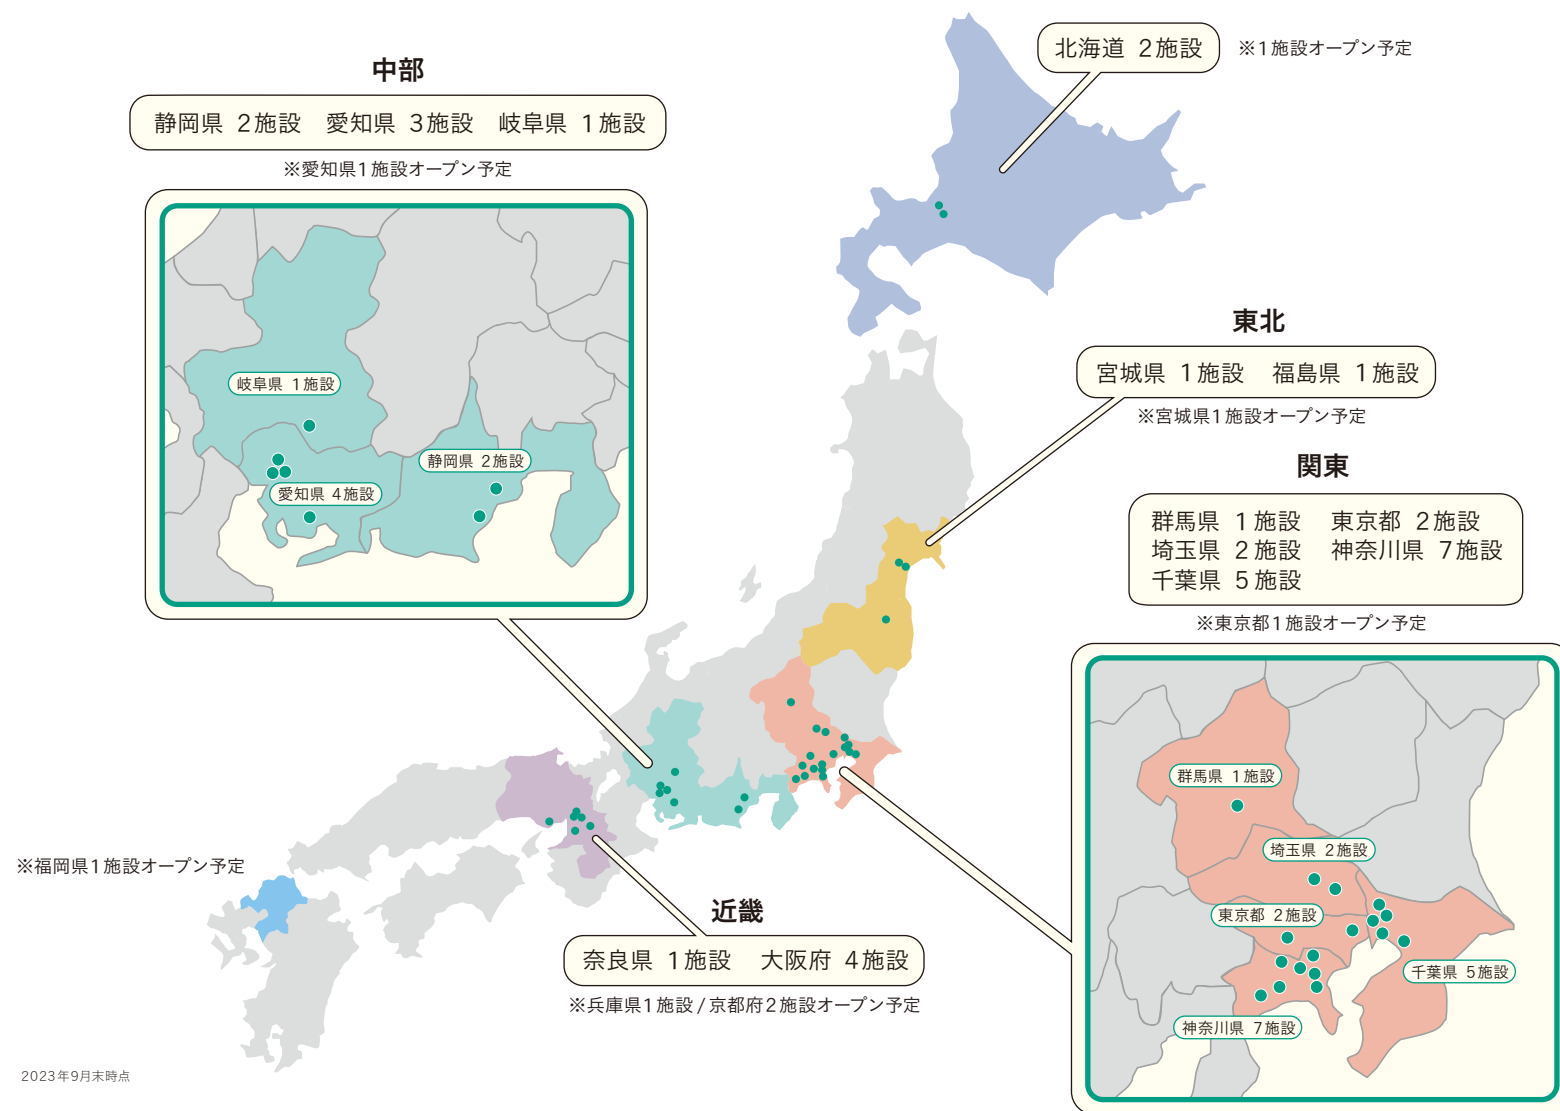 北海道 2施設
※1施設オープン予定
中部
静岡県 2施設 愛知県 3施設 岐阜県 1施設
※愛知県1施設オープン予定
岐阜県 1施設
静岡県 2施設
愛知県 4施設
東北
宮城県 1施設 福島県 1施設
※宮城県1施設オープン予定
関東
群馬県 1施設 東京都 2施設
埼玉県 2施設 神奈川県 7施設
千葉県 5施設
※東京都1施設オープン予定
群馬県 1施設
埼玉県 2施設
東京都 2施設
千葉県 5施設
神奈川県 7施設
※福岡県1施設オープン予定
近畿
奈良県 1施設 大阪府 4施設
※兵庫県1施設/京都府2施設オープン予定
2023年9月末時点